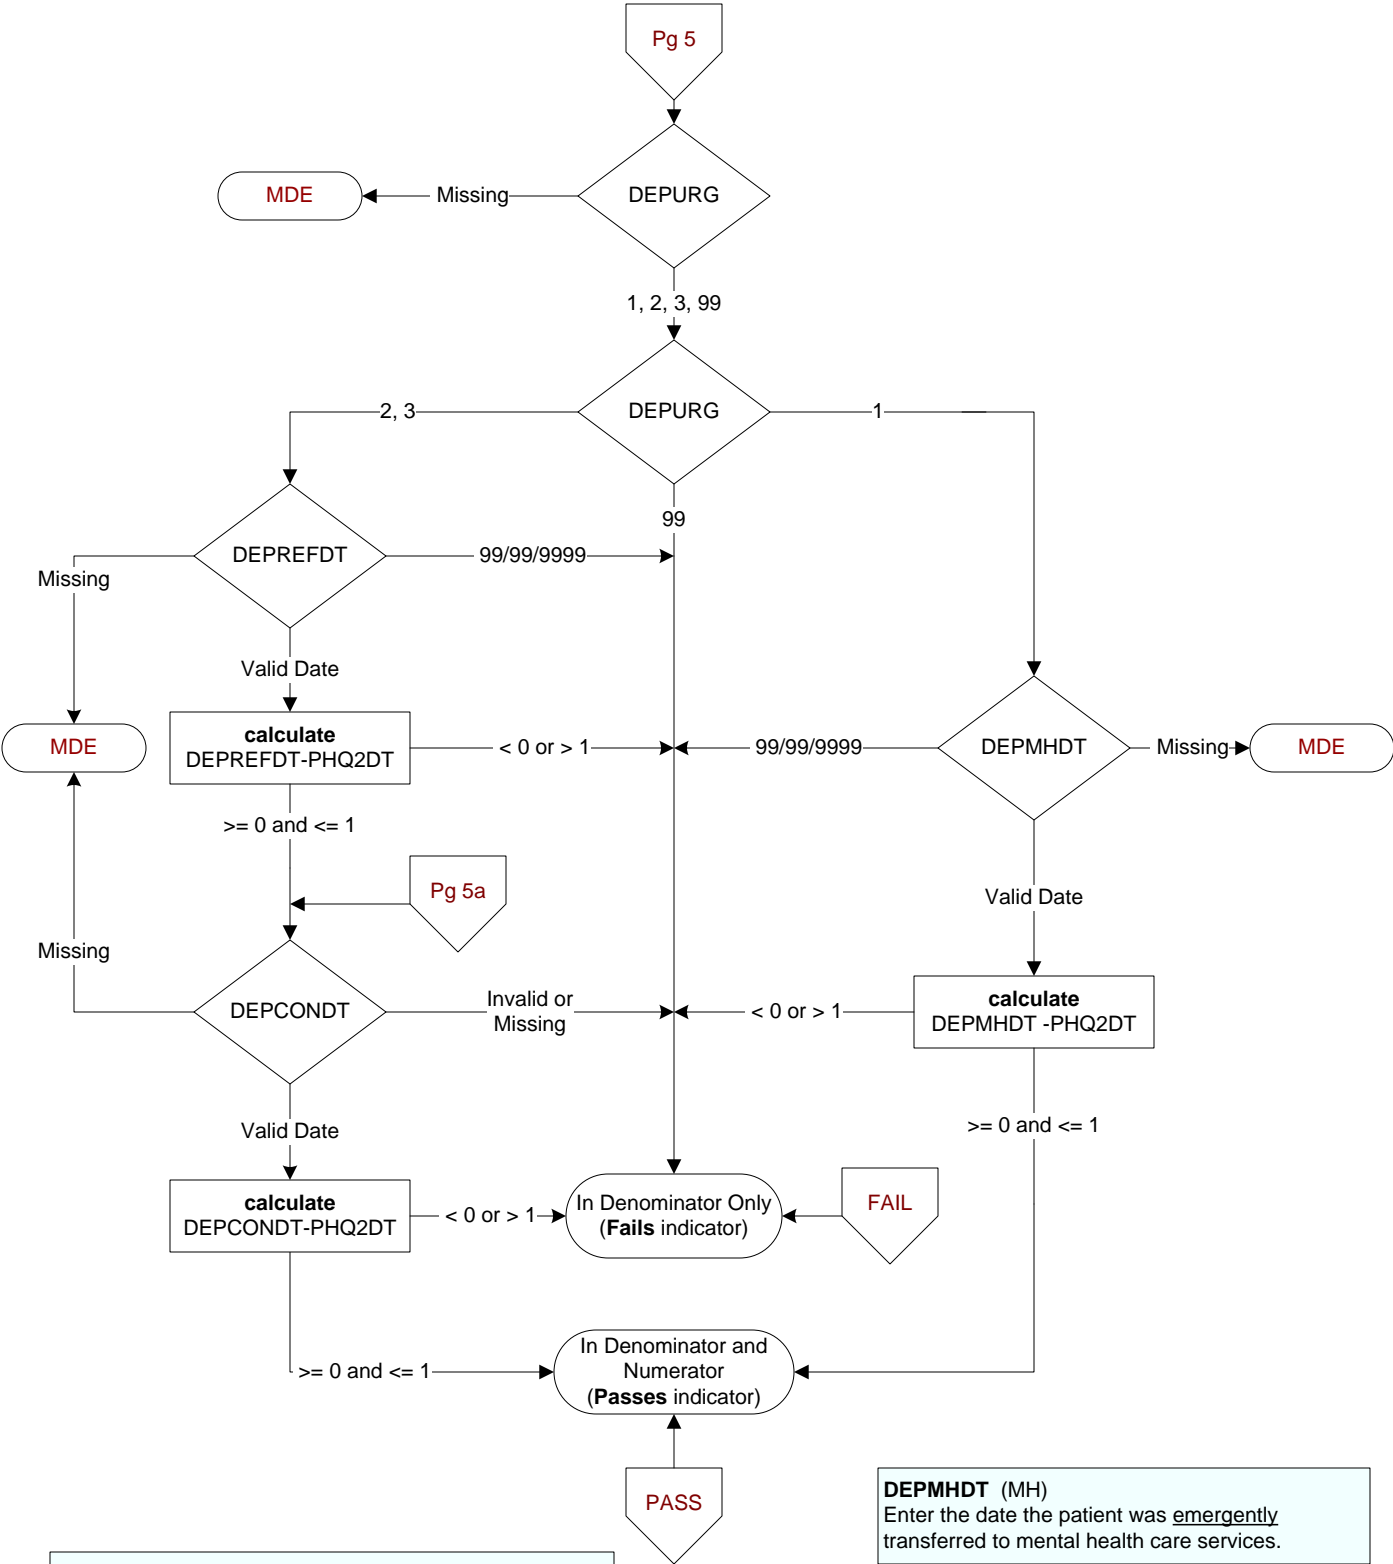 Pg 5
DEPURG
Missing
MDE
1, 2, 3, 99
DEPURG
2, 3
1
99
DEPREFDT
99/99/9999
Missing
Valid Date
MDE
calculate
DEPREFDT-PHQ2DT
< 0 or > 1
99/99/9999
DEPMHDT
Missing
MDE
>= 0 and <= 1
Pg 5a
Valid Date
Missing
DEPCONDT
Invalid or
Missing
< 0 or > 1
calculate
DEPMHDT -PHQ2DT
Valid Date
>= 0 and <= 1
calculate
DEPCONDT-PHQ2DT
< 0 or > 1
In Denominator Only
(Fails indicator)
FAIL
>= 0 and <= 1
In Denominator and
Numerator
(Passes indicator)
PASS
DEPMHDT (MH)
Enter the date the patient was emergently
transferred to mental health care services.